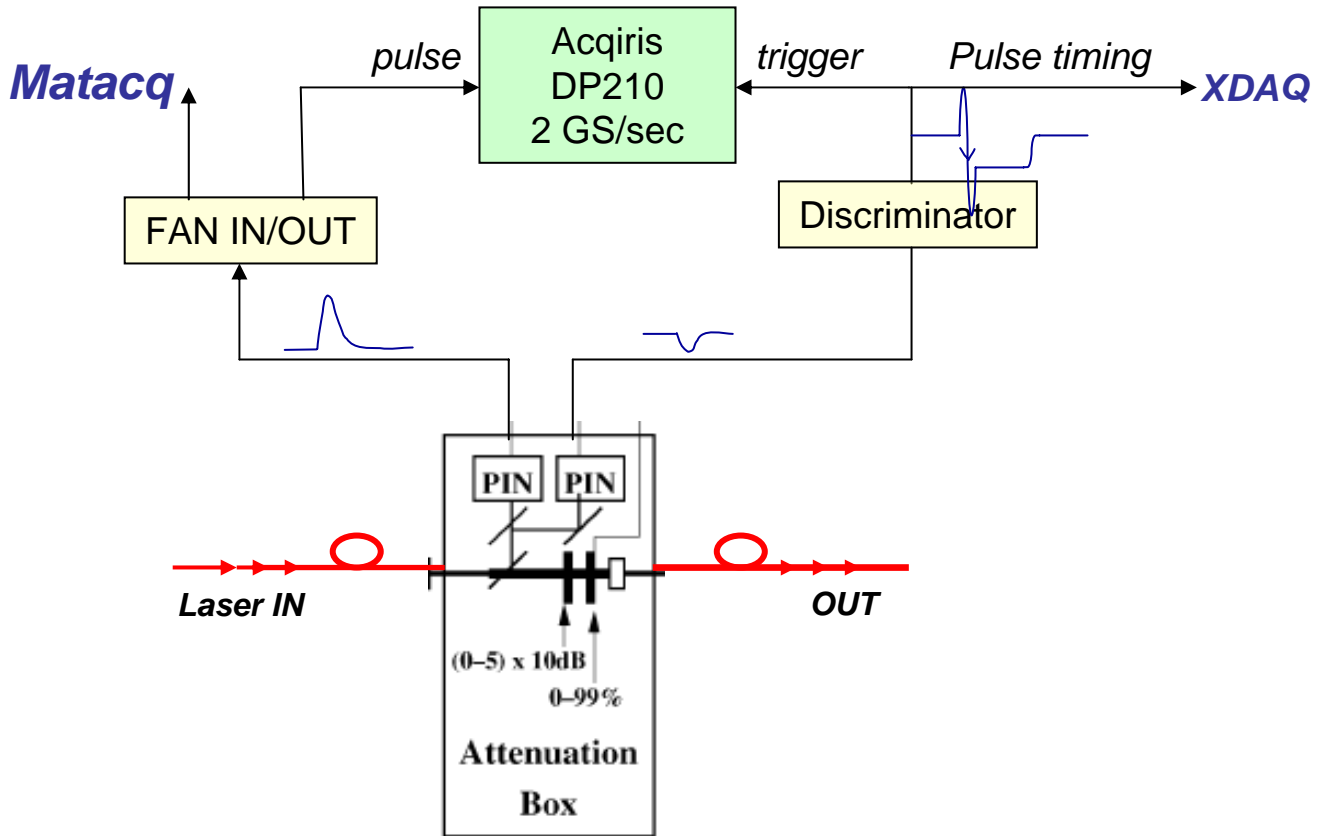 Matacq
pulse
Acqiris
DP210
2 GS/sec
trigger
Pulse timing
XDAQ
FAN IN/OUT
Discriminator
PIN
PIN
Laser IN
OUT
(0–5) x 10dB
0–99%
Attenuation
Box